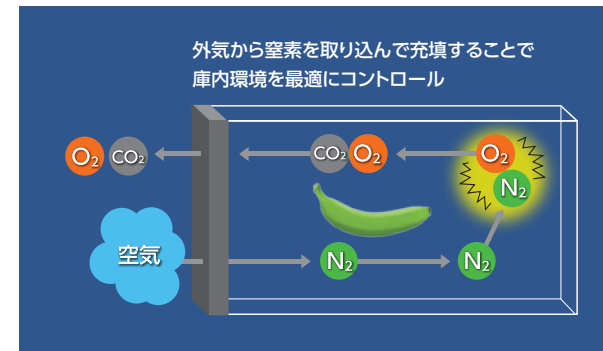 外気から窒素を取り込んで充填することで
庫内環境を最適にコントロール
O₂ CO₂ CO₂ O₂ O₂
N₂
空気 N₂ N₂